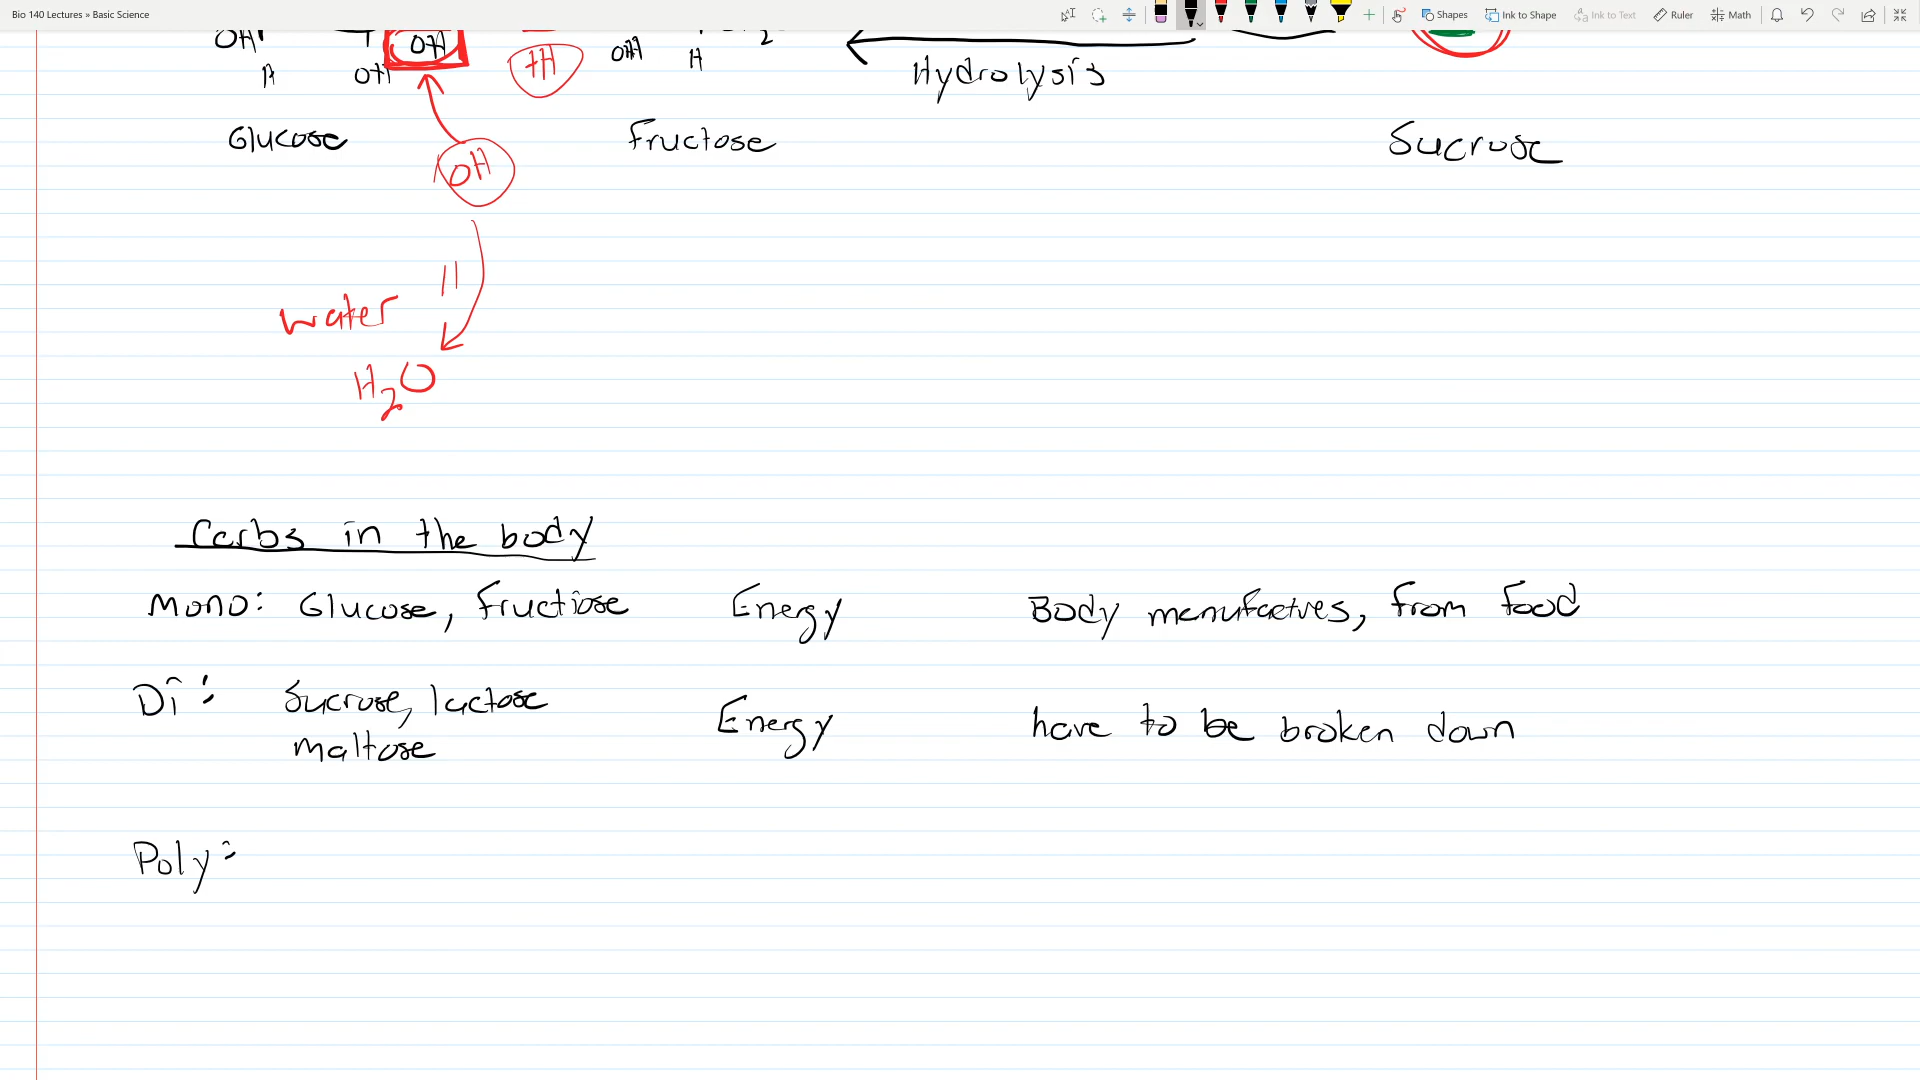 Bio 140 Lectures » Basic Science
Shapes Ink to Shape Ink to Text Ruler Math
OH OH +H OH H 2
H OH
Hydrolysis
Glucose Fructose Sucrose
OH
water
H2O
Carbs in the body
Mono: Glucose, Fructiose Energy Body manufactures, from food
Di: Sucrose, lactose Energy have to be broken down
maltose
Poly: